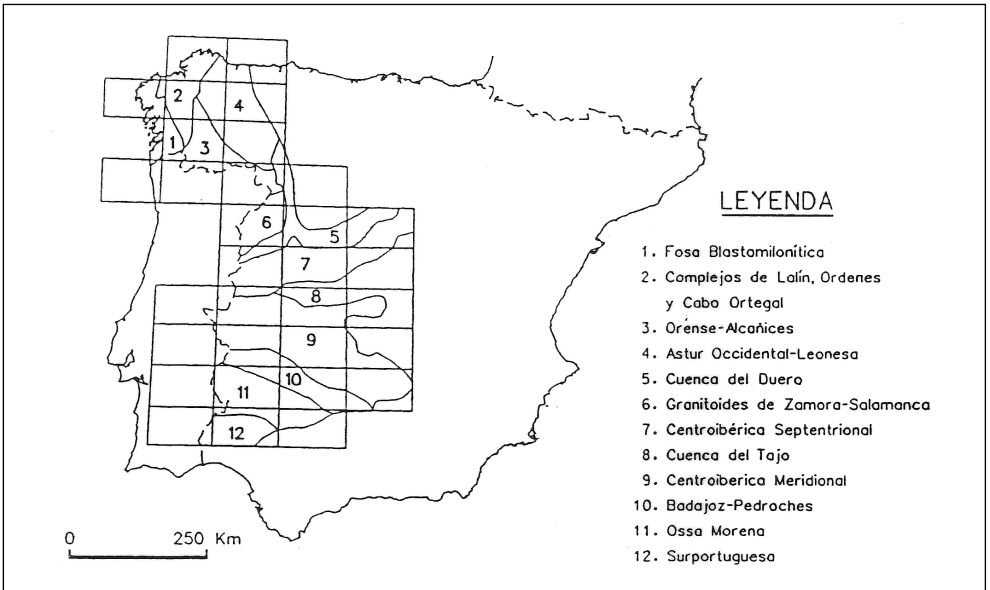 2
4
1
3
6
5
7
8
9
10
11
12
0 250 Km
LEYENDA
1. Fosa Blastomilonítica
2. Complejos de Lalín, Ordenes
y Cabo Ortegal
3. Orénse-Alcañices
4. Astur Occidental-Leonesa
5. Cuenca del Duero
6. Granitoides de Zamora-Salamanca
7. Centroibérica Septentrional
8. Cuenca del Tajo
9. Centroiberica Meridional
10. Badajoz-Pedroches
11. Ossa Morena
12. Surportuguesa